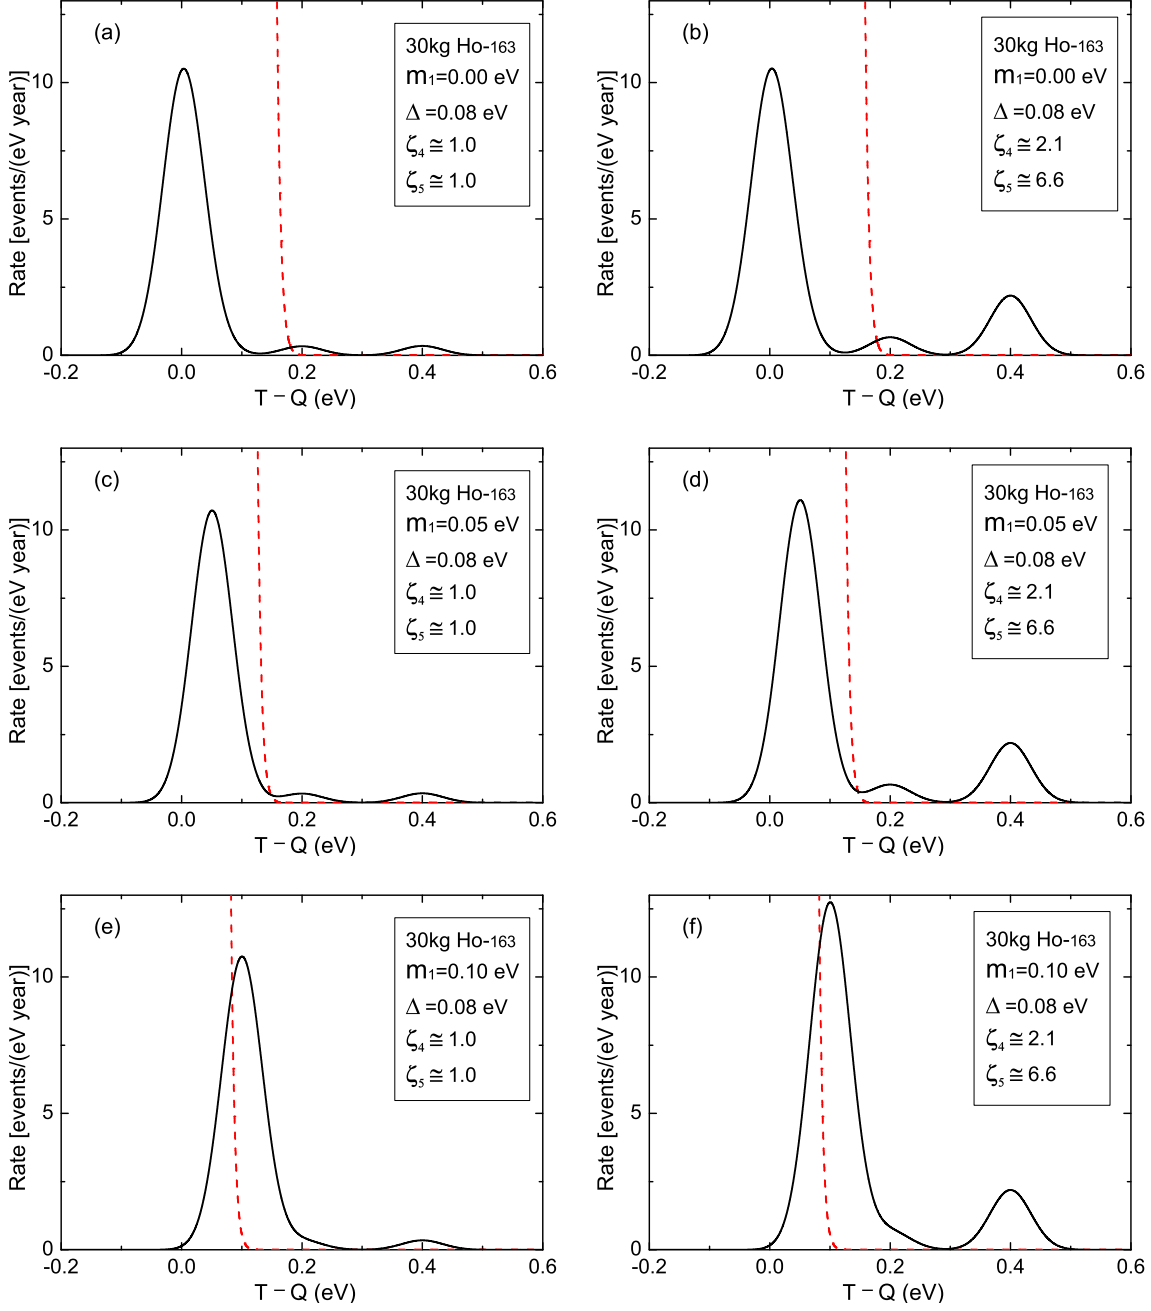 (a)
30kg Ho-163
m₁=0.00 eV
Δ =0.08 eV
ζ₄≅1.0
ζ₅≅1.0
Rate [events/(eV year)]
10
5
0
-0.2 0.0 0.2 0.4 0.6
T − Q (eV)
(b)
30kg Ho-163
m₁=0.00 eV
Δ =0.08 eV
ζ₄≅2.1
ζ₅≅6.6
Rate [events/(eV year)]
10
5
0
-0.2 0.0 0.2 0.4 0.6
T − Q (eV)
(c)
30kg Ho-163
m₁=0.05 eV
Δ =0.08 eV
ζ₄≅1.0
ζ₅≅1.0
Rate [events/(eV year)]
10
5
0
-0.2 0.0 0.2 0.4 0.6
T − Q (eV)
(d)
30kg Ho-163
m₁=0.05 eV
Δ =0.08 eV
ζ₄≅2.1
ζ₅≅6.6
Rate [events/(eV year)]
10
5
0
-0.2 0.0 0.2 0.4 0.6
T − Q (eV)
(e)
30kg Ho-163
m₁=0.10 eV
Δ =0.08 eV
ζ₄≅1.0
ζ₅≅1.0
Rate [events/(eV year)]
10
5
0
-0.2 0.0 0.2 0.4 0.6
T − Q (eV)
(f)
30kg Ho-163
m₁=0.10 eV
Δ =0.08 eV
ζ₄≅2.1
ζ₅≅6.6
Rate [events/(eV year)]
10
5
0
-0.2 0.0 0.2 0.4 0.6
T − Q (eV)